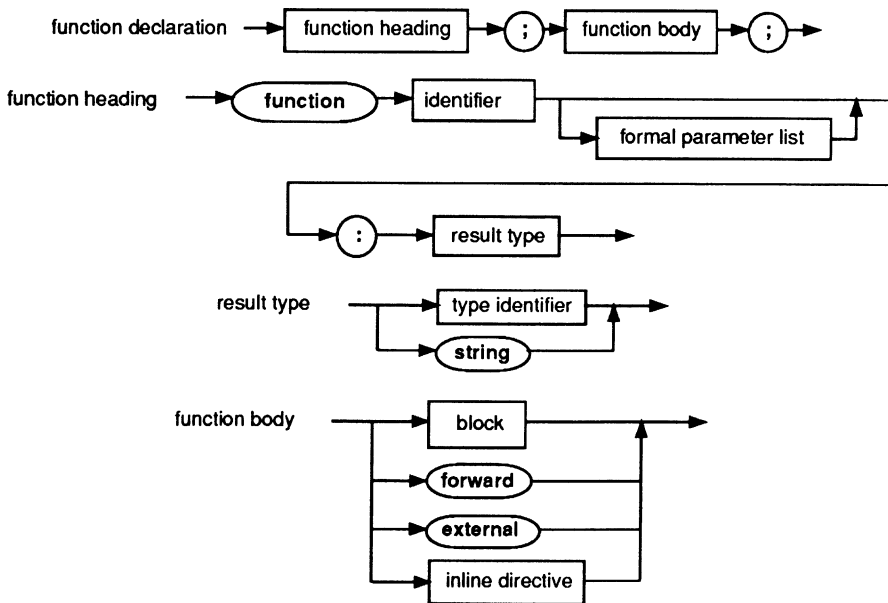 function declaration function heading ; function body ;
function heading function identifier
formal parameter list
: result type
result type type identifier
string
function body block
forward
external
inline directive